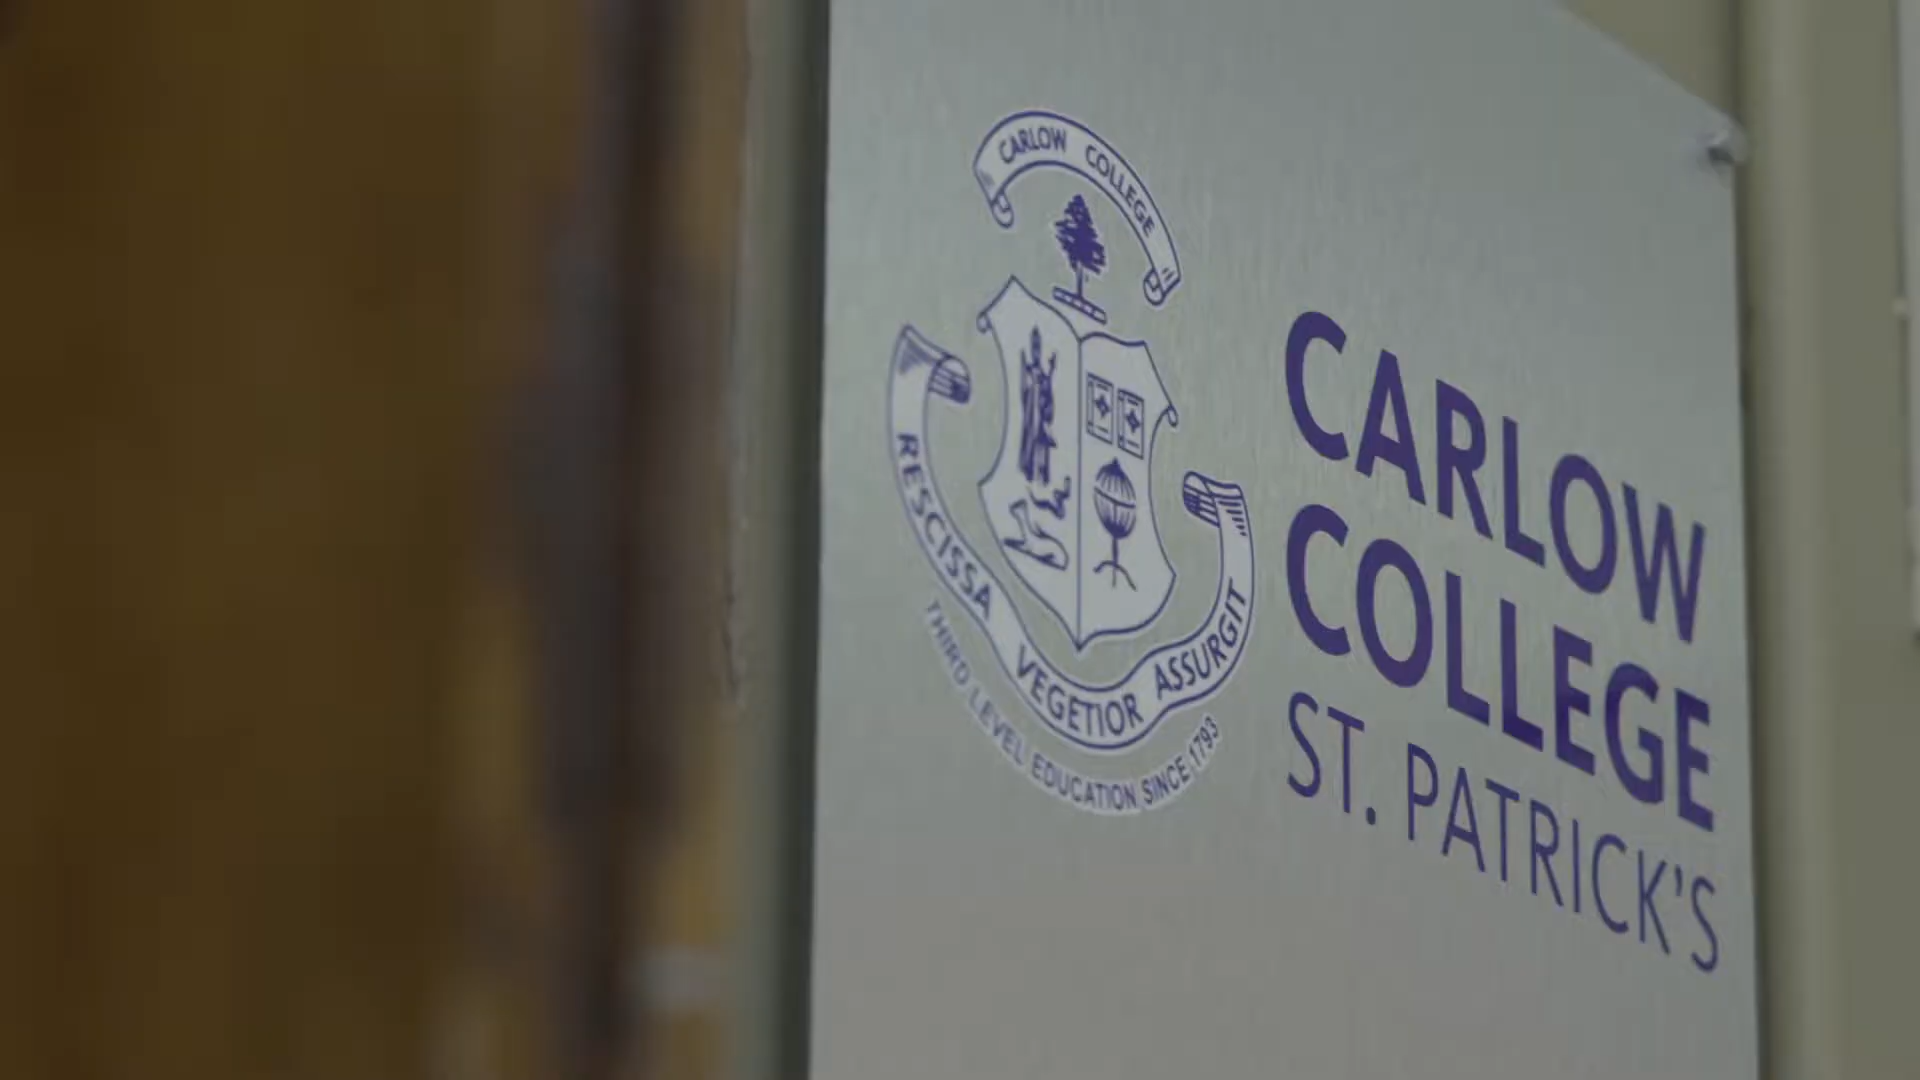 CARLOW COLLEGE
RESCISSA VEGETIOR ASSURGIT
THIRD LEVEL EDUCATION SINCE 1793
CARLOW
COLLEGE
ST. PATRICK'S